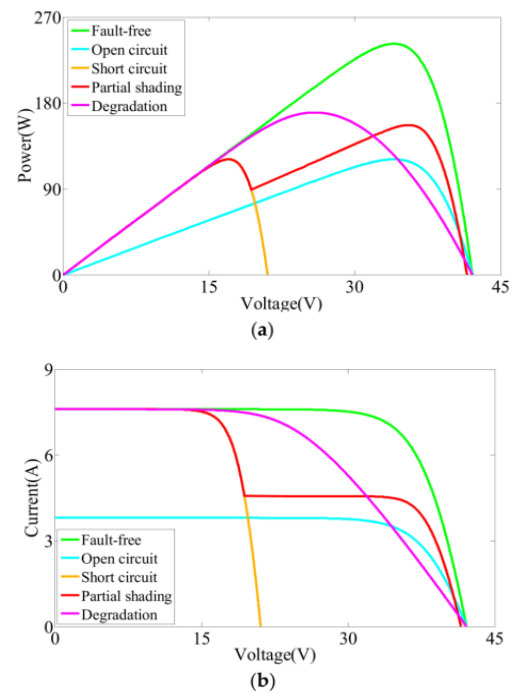 270
180
90
0
Power(W)
Fault-free
Open circuit
Short circuit
Partial shading
Degradation
0 15 30 45
Voltage(V)
(a)
9
6
3
0
Current(A)
Fault-free
Open circuit
Short circuit
Partial shading
Degradation
0 15 30 45
Voltage(V)
(b)